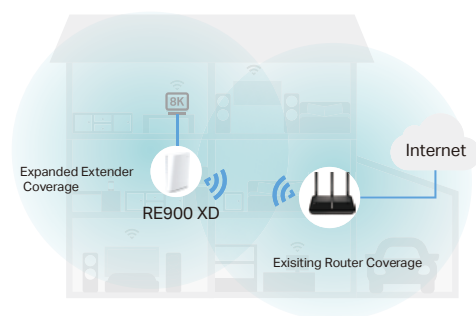 8K
Internet
Expanded Extender
Coverage
RE900 XD
Exisiting Router Coverage